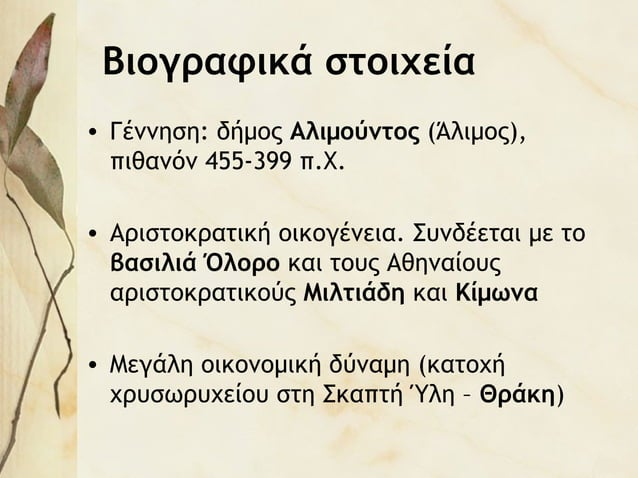 Βιογραφικά στοιχεία
• Γέννηση: δήμος Αλιμούντος (Άλιμος),
πιθανόν 455-399 π.Χ.
• Αριστοκρατική οικογένεια. Συνδέεται με το
βασιλιά Όλορο και τους Αθηναίους
αριστοκρατικούς Μιλτιάδη και Κίμωνα
• Μεγάλη οικονομική δύναμη (κατοχή
χρυσωρυχείου στη Σκαπτή Ύλη – Θράκη)